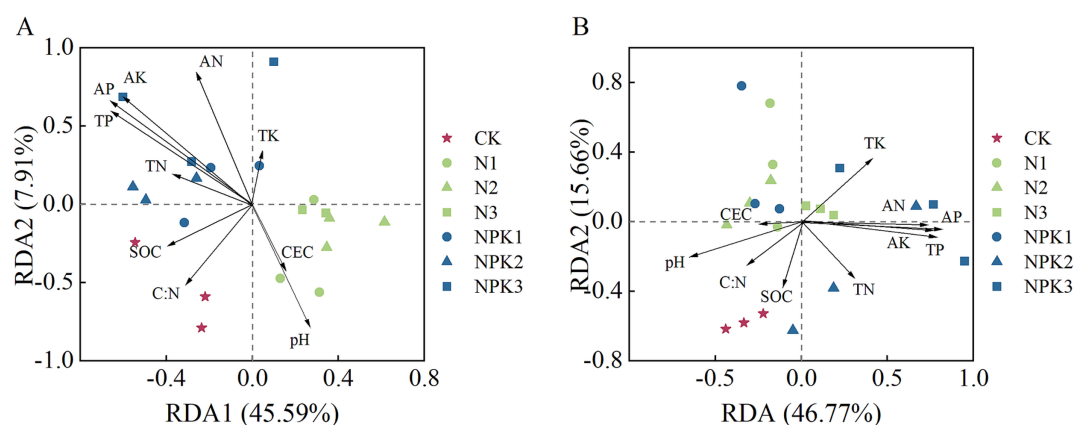 A
B
1.0
0.5
0.0
-0.5
-1.0
RDA2 (7.91%)
AN
AK
AP
TP
TK
TN
SOC
CEC
C:N
pH
-0.4
0.0
0.4
0.8
RDA1 (45.59%)
CK
N1
N2
N3
NPK1
NPK2
NPK3
0.8
0.4
0.0
-0.4
-0.8
RDA2 (15.66%)
TK
AN
AP
CEC
AK
TP
pH
C:N
SOC
TN
-0.5
0.0
0.5
1.0
RDA (46.77%)
CK
N1
N2
N3
NPK1
NPK2
NPK3